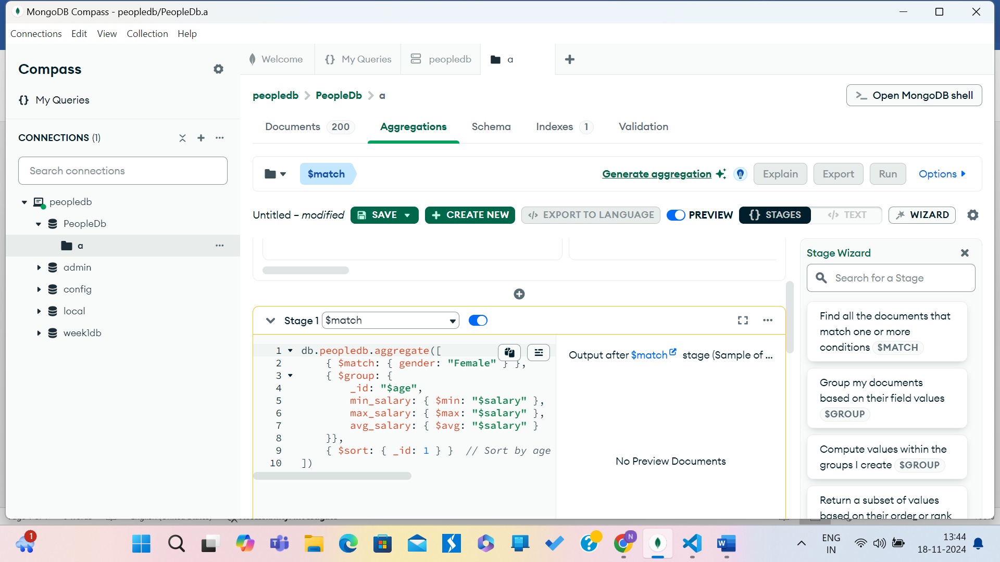 MongoDB Compass - peopledb/PeopleDb.a
Connections Edit View Collection Help
Compass
My Queries
CONNECTIONS (1)
Search connections
peopledb
PeopleDb
a
admin
config
local
week1db
Welcome
{} My Queries
peopledb
a
peopledb > PeopleDb > a
>_ Open MongoDB shell
Documents 200
Aggregations
Schema
Indexes 1
Validation
$match
Generate aggregation
Explain
Export
Run
Options
Untitled – modified
SAVE
+ CREATE NEW
</> EXPORT TO LANGUAGE
PREVIEW
{} STAGES
</> TEXT
WIZARD
Stage 1 $match
1 db.peopledb.aggregate([
2 { $match: { gender: "Female" } },
3 { $group: {
4 _id: "$age",
5 min_salary: { $min: "$salary" },
6 max_salary: { $max: "$salary" },
7 avg_salary: { $avg: "$salary" }
8 }},
9 { $sort: { _id: 1 } } // Sort by age
10 ])
Output after $match stage (Sample of ...
No Preview Documents
Stage Wizard
Search for a Stage
Find all the documents that
match one or more
conditions $MATCH
Group my documents
based on their field values
$GROUP
Compute values within the
groups I create $GROUP
Return a subset of values
based on their order or rank
1
ENG
IN
13:44
18-11-2024
N